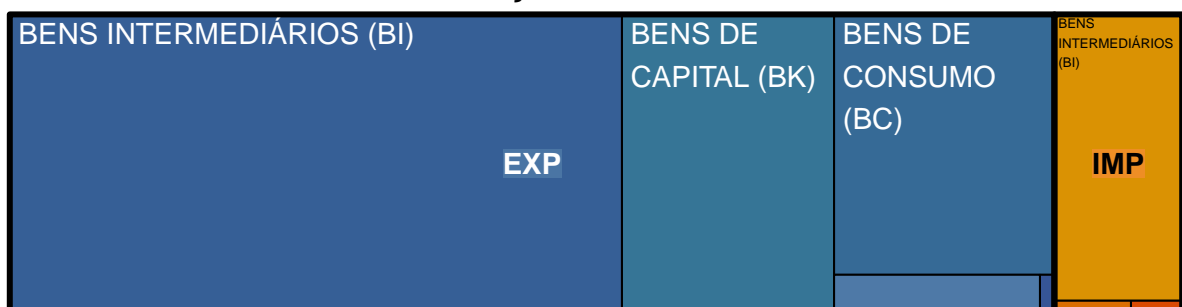 BENS INTERMEDIÁRIOS (BI)
EXP
BENS DE
CAPITAL (BK)
BENS DE
CONSUMO
(BC)
BENS
INTERMEDIÁRIOS
(BI)
IMP